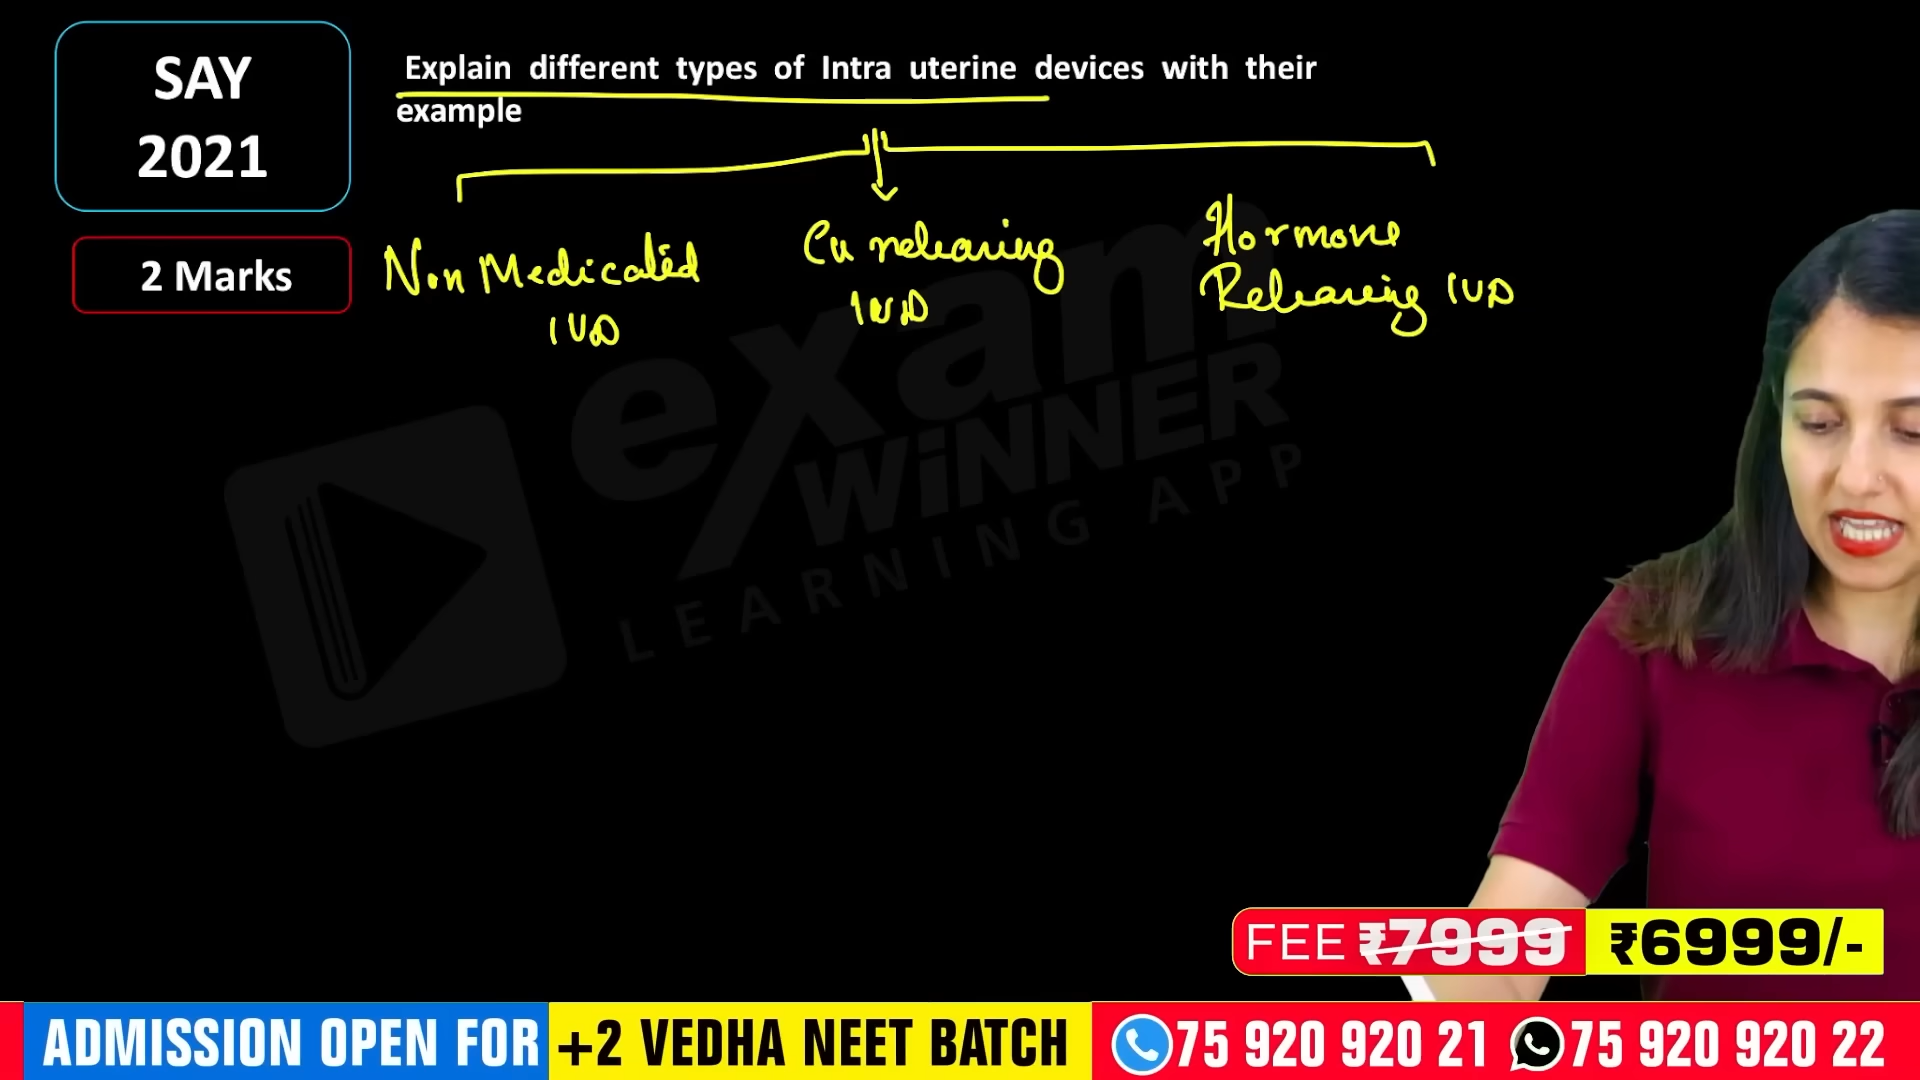 SAY
2021
2 Marks
Explain different types of Intra uterine devices with their
example
Non Medicated
IUD
Cu releasing
IUD
Hormone
Releasing IUD
exam
WiNNER
LEARNING APP
FEE ₹7999 ₹6999/-
ADMISSION OPEN FOR +2 VEDHA NEET BATCH 75 920 920 21 75 920 920 22